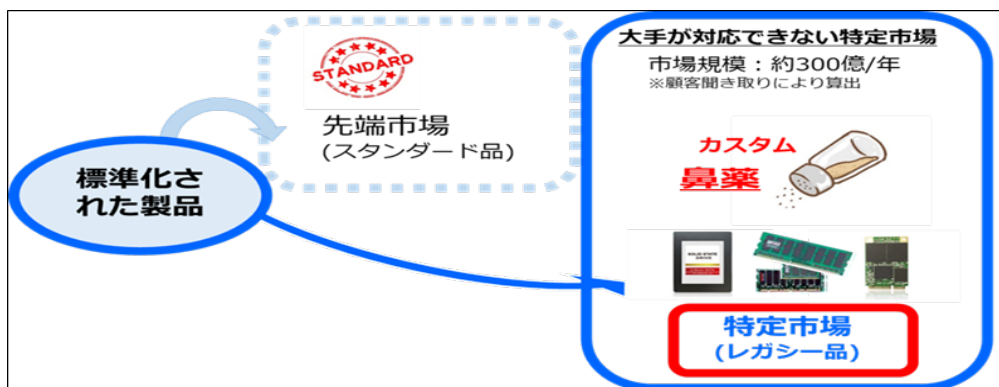 大手が対応できない特定市場
市場規模：約300億/年
※顧客聞き取りにより算出
STANDARD
先端市場
(スタンダード品)
カスタム
鼻薬
標準化さ
れた製品
SOLID STATE
DRIVE
特定市場
(レガシー品)